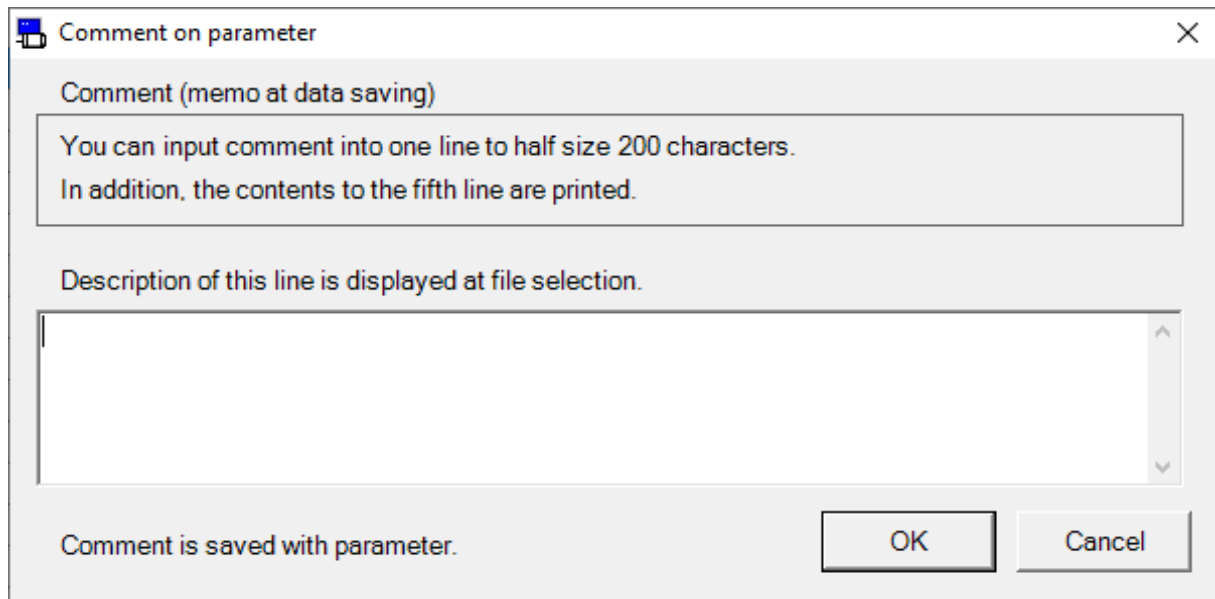 Comment on parameter
Comment (memo at data saving)
You can input comment into one line to half size 200 characters.
In addition, the contents to the fifth line are printed.
Description of this line is displayed at file selection.
Comment is saved with parameter.
OK
Cancel